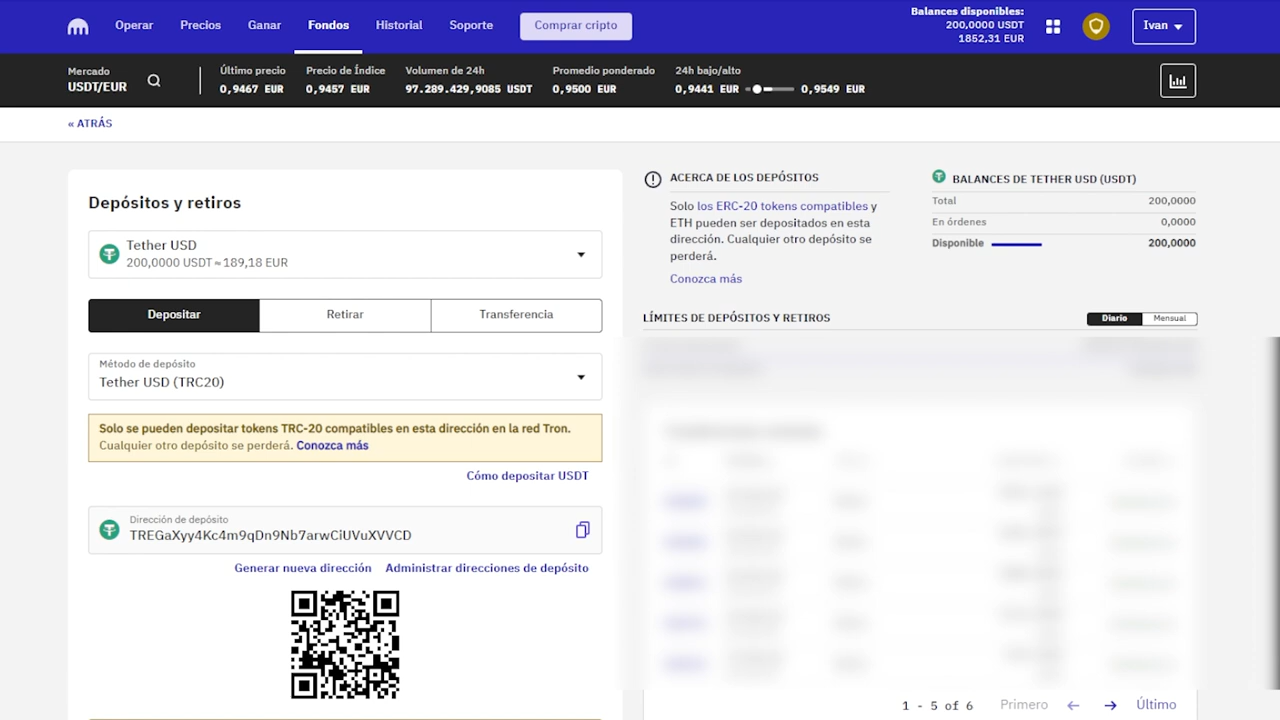 Operar
Precios
Ganar
Fondos
Historial
Soporte
Comprar cripto
Balances disponibles:
200,0000 USDT
1852,31 EUR
Ivan
Mercado
USDT/EUR
Último precio
0,9467 EUR
Precio de Índice
0,9457 EUR
Volumen de 24h
97.289.429,9085 USDT
Promedio ponderado
0,9500 EUR
24h bajo/alto
0,9441 EUR
0,9549 EUR
« ATRÁS
Depósitos y retiros
Tether USD
200,0000 USDT ≈ 189,18 EUR
Depositar
Retirar
Transferencia
Método de depósito
Tether USD (TRC20)
Solo se pueden depositar tokens TRC-20 compatibles en esta dirección en la red Tron.
Cualquier otro depósito se perderá. Conozca más
Cómo depositar USDT
Dirección de depósito
TREGaXyy4Kc4m9qDn9Nb7arwCiUVuXVVCD
Generar nueva dirección
Administrar direcciones de depósito
ACERCA DE LOS DEPÓSITOS
Solo los ERC-20 tokens compatibles y
ETH pueden ser depositados en esta
dirección. Cualquier otro depósito se
perderá.
Conozca más
BALANCES DE TETHER USD (USDT)
Total 200,0000
En órdenes 0,0000
Disponible 200,0000
LÍMITES DE DEPÓSITOS Y RETIROS
Diario
Mensual
1 - 5 of 6
Primero
Último